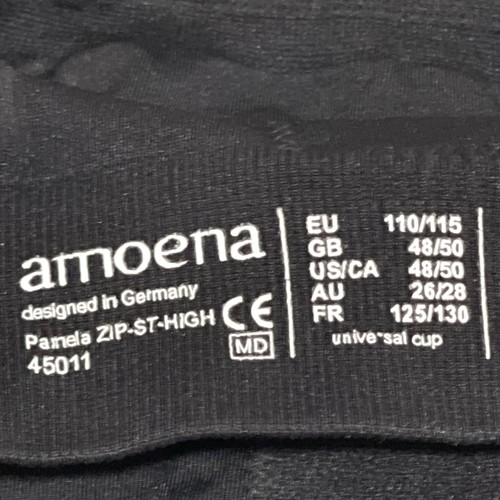 amoena
designed in Germany
Pamela ZIP-ST-HIGH CE
45011 MD
EU 110/115
GB 48/50
US/CA 48/50
AU 26/28
FR 125/130
universal cup